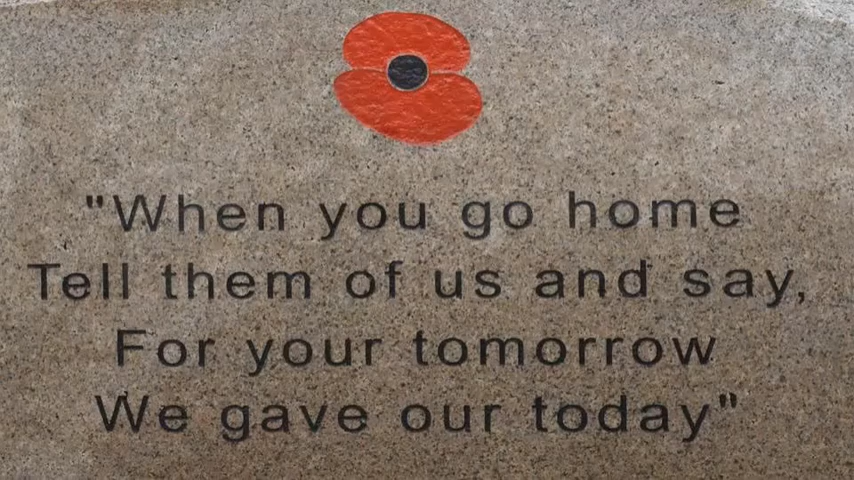 "When you go home
Tell them of us and say,
For your tomorrow
We gave our today"